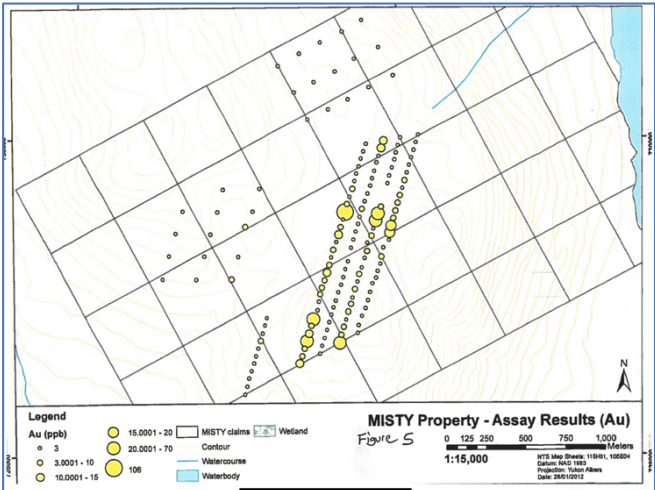 N
Legend
Au (ppb)
3
3.0001 - 10
10.0001 - 15
15.0001 - 20
20.0001 - 70
106
MISTY claims
Wetland
Contour
Watercourse
Waterbody
MISTY Property - Assay Results (Au)
Figure 5
0 125 250 500 750 1,000
Meters
1:15,000
NTS Map Sheets: 115H01, 105E04
Datum: NAD 1983
Projection: Yukon Albers
Date: 28/01/2012